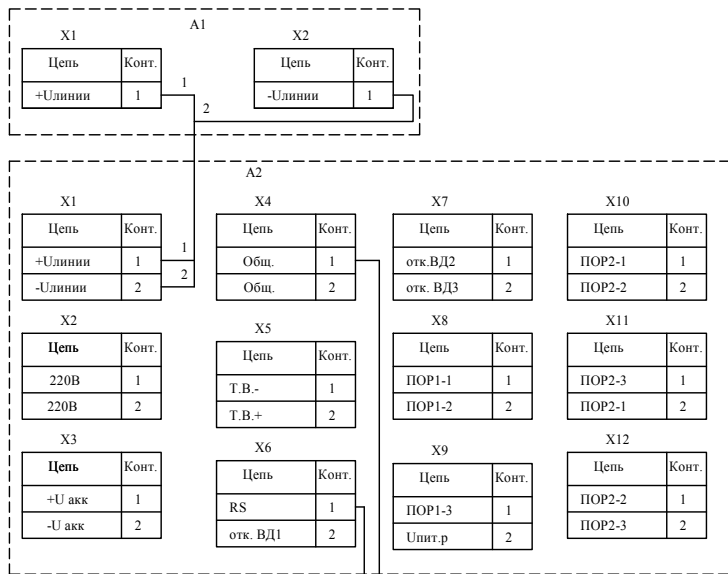 A1
X1
X2
Цепь Конт.
Цепь Конт.
+Uлинии 1
-Uлинии 1
1
2
A2
X1
X4
X7
X10
Цепь Конт.
Цепь Конт.
Цепь Конт.
Цепь Конт.
+Uлинии 1
1
Общ. 1
отк.ВД2 1
ПОР2-1 1
-Uлинии 2
2
Общ. 2
отк. ВД3 2
ПОР2-2 2
X2
X5
X8
X11
Цепь Конт.
Цепь Конт.
Цепь Конт.
Цепь Конт.
220В 1
Т.В.- 1
ПОР1-1 1
ПОР2-3 1
220В 2
Т.В.+ 2
ПОР1-2 2
ПОР2-1 2
X3
X6
X9
X12
Цепь Конт.
Цепь Конт.
Цепь Конт.
Цепь Конт.
+U акк 1
RS 1
ПОР1-3 1
ПОР2-2 1
-U акк 2
отк. ВД1 2
Uпит.р 2
ПОР2-3 2